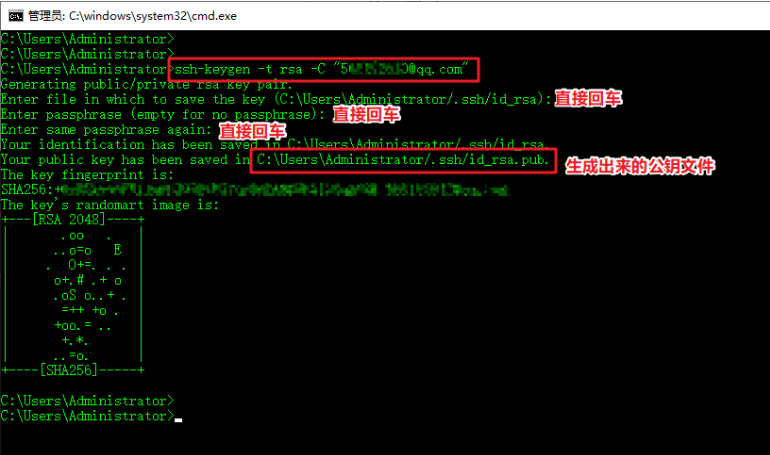 管理员: C:\windows\system32\cmd.exe
C:\Users\Administrator>
C:\Users\Administrator>
C:\Users\Administrator>ssh-keygen -t rsa -C "5 0@qq.com"
Generating public/private rsa key pair.
Enter file in which to save the key (C:\Users\Administrator/.ssh/id_rsa): 直接回车
Enter passphrase (empty for no passphrase): 直接回车
Enter same passphrase again: 直接回车
Your identification has been saved in C:\Users\Administrator/.ssh/id_rsa.
Your public key has been saved in C:\Users\Administrator/.ssh/id_rsa.pub. 生成出来的公钥文件
The key fingerprint is:
SHA256:+
The key's randomart image is:
+---[RSA 2048]----+
|      .oo   .    |
|     ..o=o   E   |
|    .  O+=. . .  |
|     o+.# .+ o   |
|     .oS o..+ .  |
|      =++ +o .   |
|     +oo.= ..    |
|      +.*.       |
|     ..=o.       |
+----[SHA256]-----+
C:\Users\Administrator>
C:\Users\Administrator>